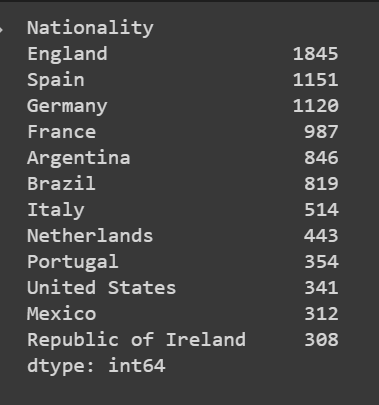 Nationality
England 1845
Spain 1151
Germany 1120
France 987
Argentina 846
Brazil 819
Italy 514
Netherlands 443
Portugal 354
United States 341
Mexico 312
Republic of Ireland 308
dtype: int64